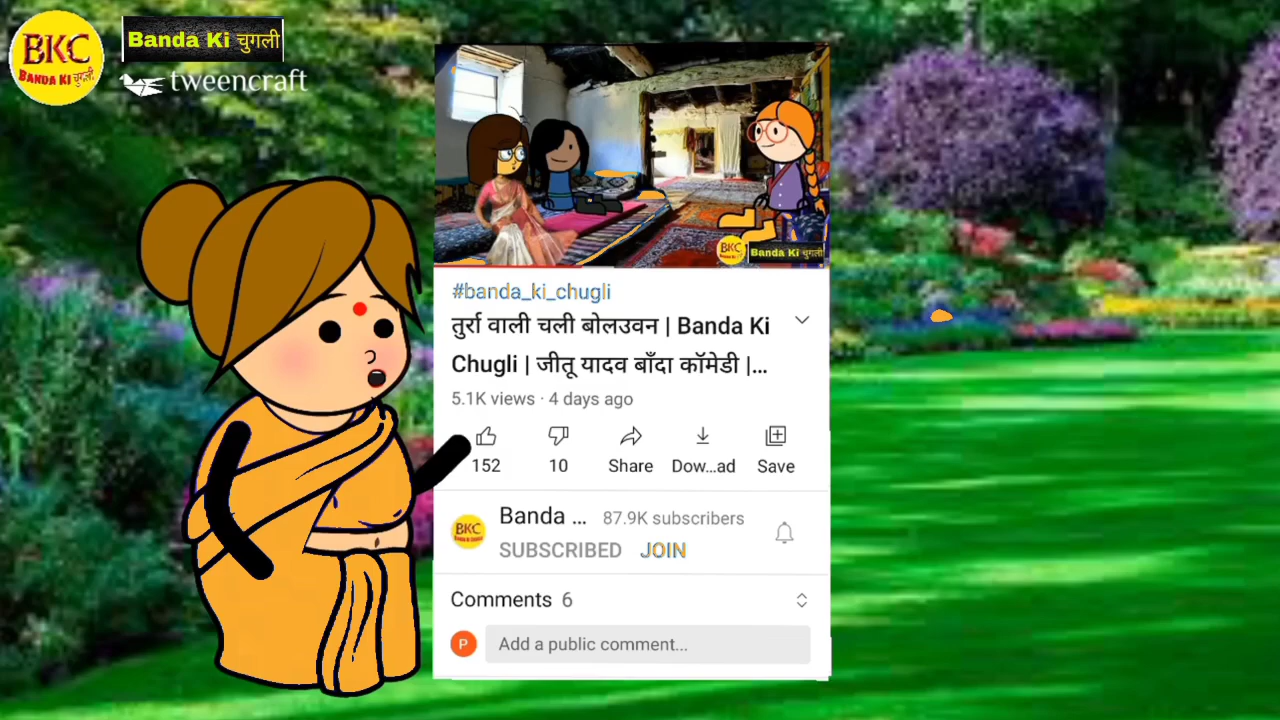 BKC
BANDA KI चुगली
Banda Ki चुगली
tweencraft
BKC
Banda Ki चुगली
#banda_ki_chugli
तुर्रा वाली चली बोलउवन | Banda Ki
Chugli | जीतू यादव बाँदा कॉमेडी |...
5.1K views · 4 days ago
152 10 Share Dow...ad Save
BKC
Banda ... 87.9K subscribers
SUBSCRIBED JOIN
Comments 6
P Add a public comment...